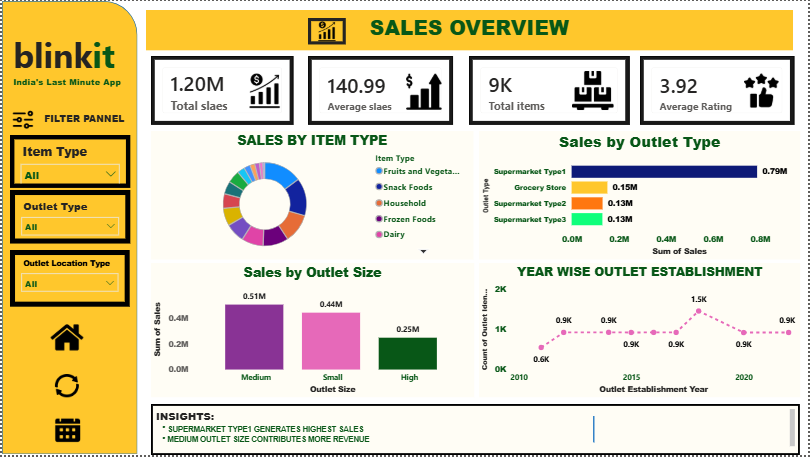 blinkit
India's Last Minute App
FILTER PANNEL
Item Type
All
Outlet Type
All
Outlet Location Type
All
SALES OVERVIEW
1.20M
Total slaes
140.99
Average slaes
9K
Total items
3.92
Average Rating
SALES BY ITEM TYPE
Item Type
Fruits and Vegeta...
Snack Foods
Household
Frozen Foods
Dairy
Sales by Outlet Type
Outlet Type
Supermarket Type1
0.79M
Grocery Store
0.15M
Supermarket Type2
0.13M
Supermarket Type3
0.13M
0.0M 0.2M 0.4M 0.6M 0.8M
Sum of Sales
Sales by Outlet Size
Sum of Sales
0.4M
0.2M
0.0M
0.51M
0.44M
0.25M
Medium Small High
Outlet Size
YEAR WISE OUTLET ESTABLISHMENT
Count of Outlet Iden...
2K
1K
0K
0.6K
0.9K
0.9K
0.9K
0.9K
1.5K
0.9K
0.9K
2010 2015 2020
Outlet Establishment Year
INSIGHTS:
• SUPERMARKET TYPE1 GENERATES HIGHEST SALES
• MEDIUM OUTLET SIZE CONTRIBUTES MORE REVENUE